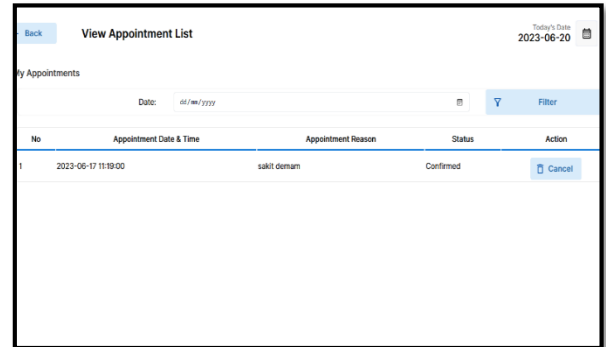 Back
View Appointment List
Today's Date
2023-06-20
My Appointments
Date: dd/mm/yyyy Filter
No Appointment Date & Time Appointment Reason Status Action
1 2023-06-17 11:19:00 sakit demam Confirmed Cancel